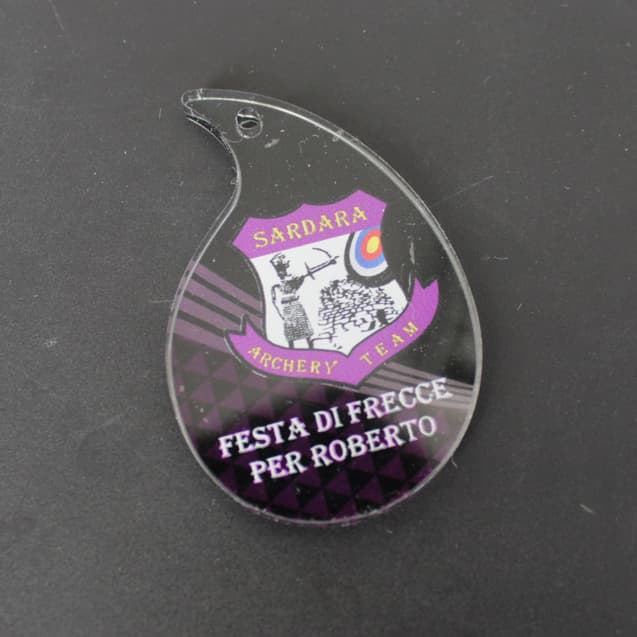 SARDARA
ARCHERY TEAM
FESTA DI FRECCE
PER ROBERTO